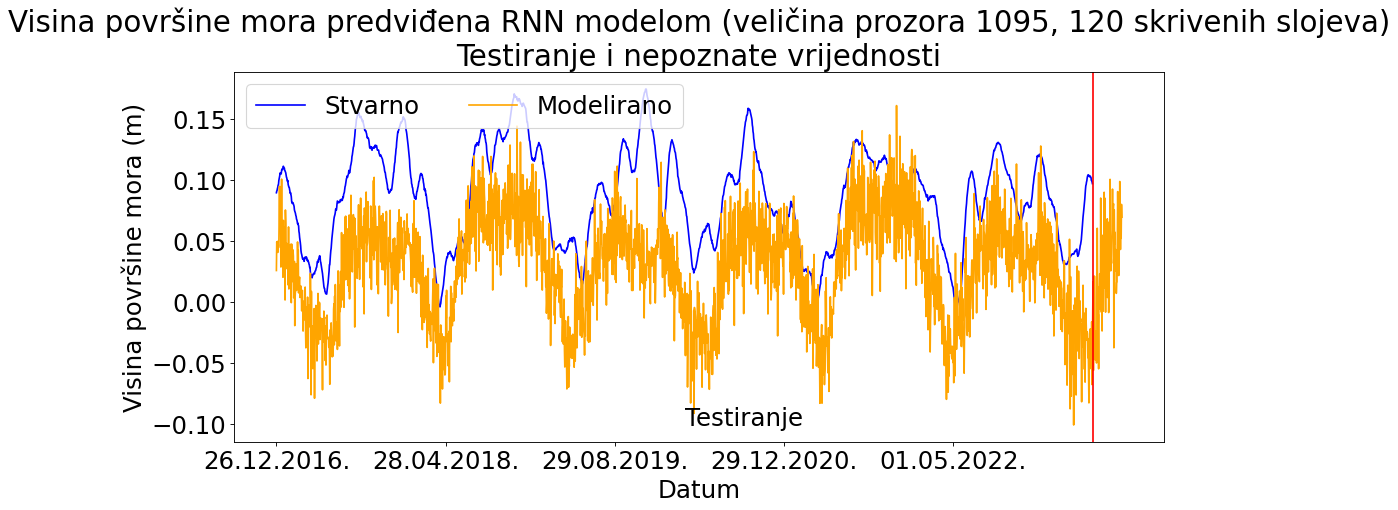 Visina površine mora predviđena RNN modelom (veličina prozora 1095, 120 skrivenih slojeva)
Testiranje i nepoznate vrijednosti
Stvarno
Modelirano
Visina površine mora (m)
0.15
0.10
0.05
0.00
−0.05
−0.10
Testiranje
26.12.2016.
28.04.2018.
29.08.2019.
29.12.2020.
01.05.2022.
Datum